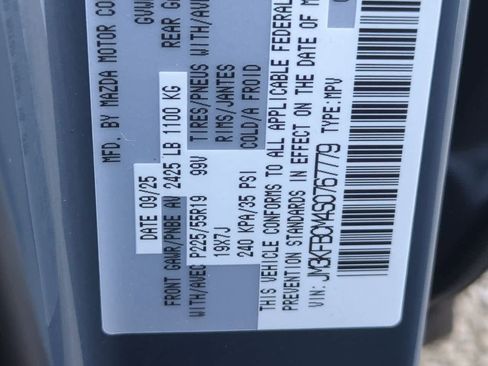 MFD. BY MAZDA MOTOR CO
DATE 09/25
GVW
FRONT GAWR/PNBE AV 2425 LB 1100 KG
REAR GA
WITH/AVEC P225/55R19 99V
TIRES/PNEUS WITH/AVE
19X7J
RIMS/JANTES
240 KPA/35 PSI
COLD/A FROID
THIS VEHICLE CONFORMS TO ALL APPLICABLE FEDERAL
PREVENTION STANDARDS IN EFFECT ON THE DATE OF M
VIN: JM3KFBCM4S0767779 TYPE: MPV